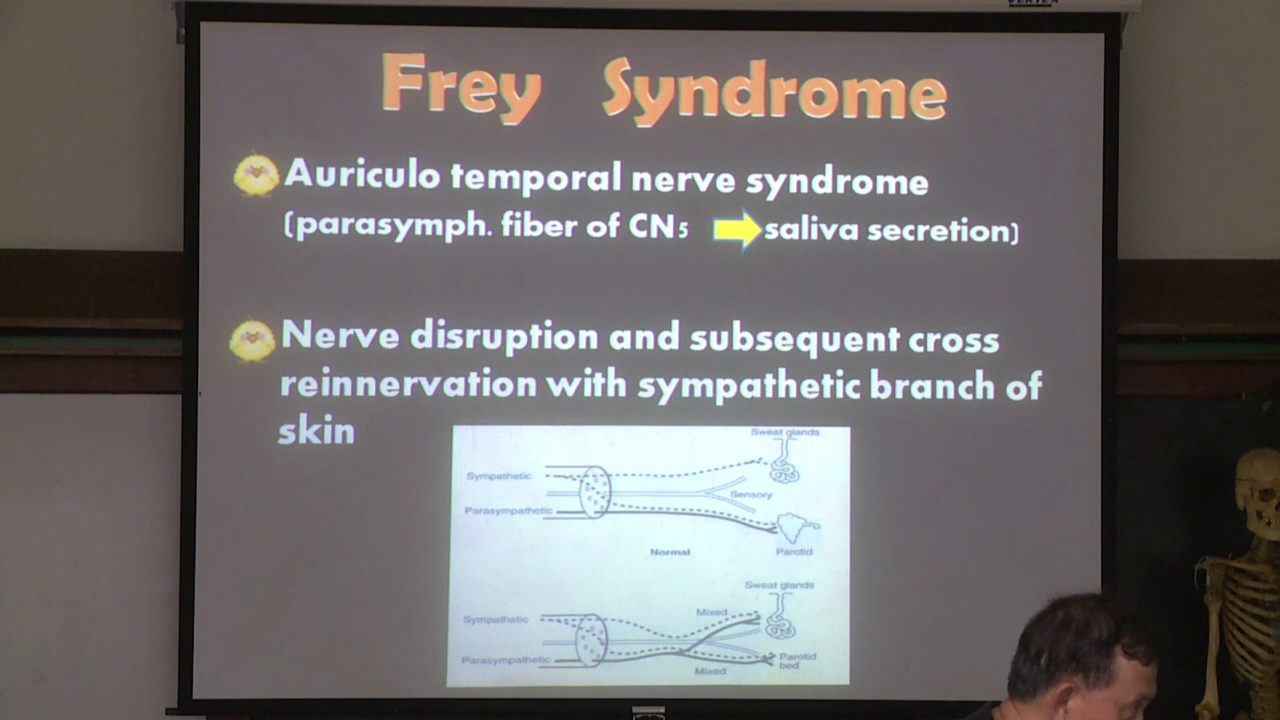 Frey Syndrome
Auriculo temporal nerve syndrome
(parasymph. fiber of CN5 saliva secretion)
Nerve disruption and subsequent cross
reinnervation with sympathetic branch of
skin
Sweat glands
Sympathetic
Sensory
Parasympathetic
Normal
Parotid
Sweat glands
Mixed
Sympathetic
Parasympathetic
Parotid
bed
Mixed